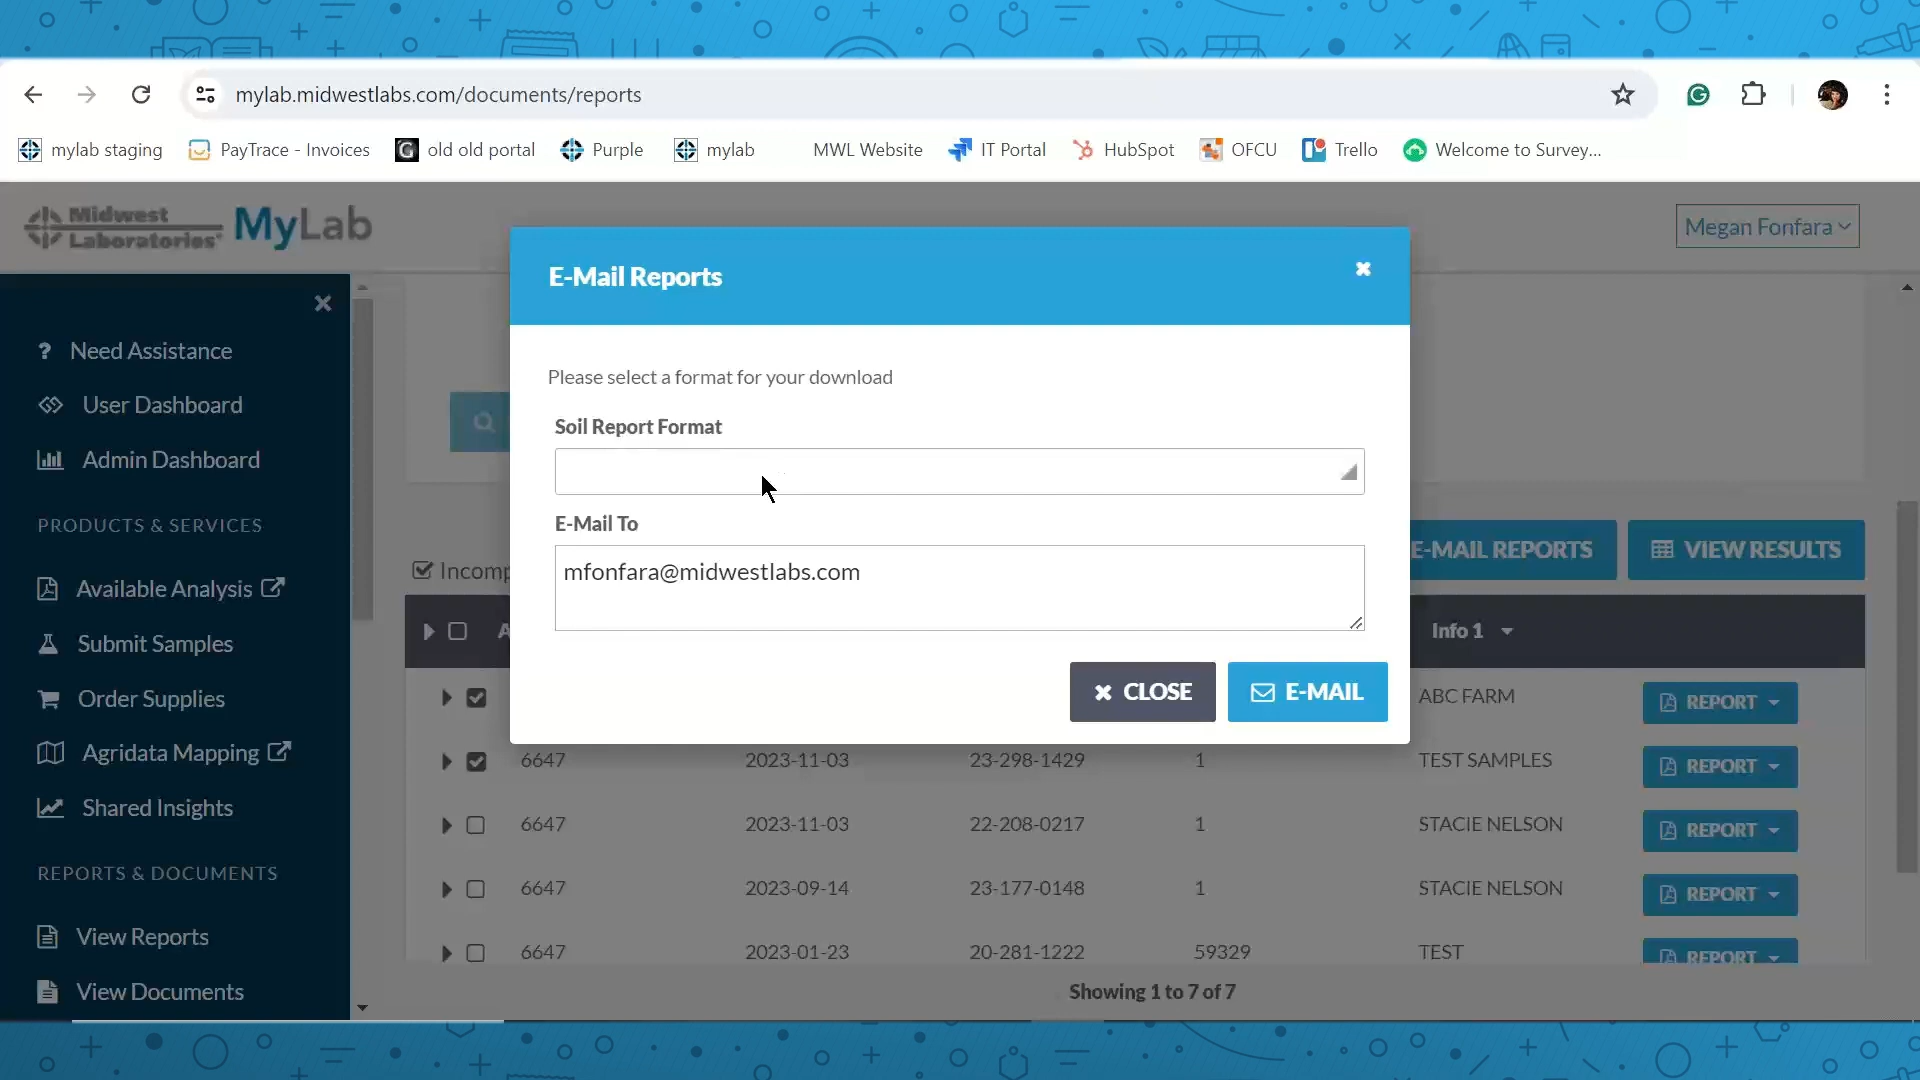 mylab.midwestlabs.com/documents/reports
mylab staging
PayTrace - Invoices
old old portal
Purple
mylab
MWL Website
IT Portal
HubSpot
OFCU
Trello
Welcome to Survey...
Midwest Laboratories MyLab
Megan Fonfara
Need Assistance
User Dashboard
Admin Dashboard
PRODUCTS & SERVICES
Available Analysis
Submit Samples
Order Supplies
Agridata Mapping
Shared Insights
REPORTS & DOCUMENTS
View Reports
View Documents
E-Mail Reports
Please select a format for your download
Soil Report Format
E-Mail To
mfonfara@midwestlabs.com
CLOSE
E-MAIL
E-MAIL REPORTS
VIEW RESULTS
Incomp
A
Info 1
ABC FARM REPORT
6647 2023-11-03 23-298-1429 1 TEST SAMPLES REPORT
6647 2023-11-03 22-208-0217 1 STACIE NELSON REPORT
6647 2023-09-14 23-177-0148 1 STACIE NELSON REPORT
6647 2023-01-23 20-281-1222 59329 TEST REPORT
Showing 1 to 7 of 7